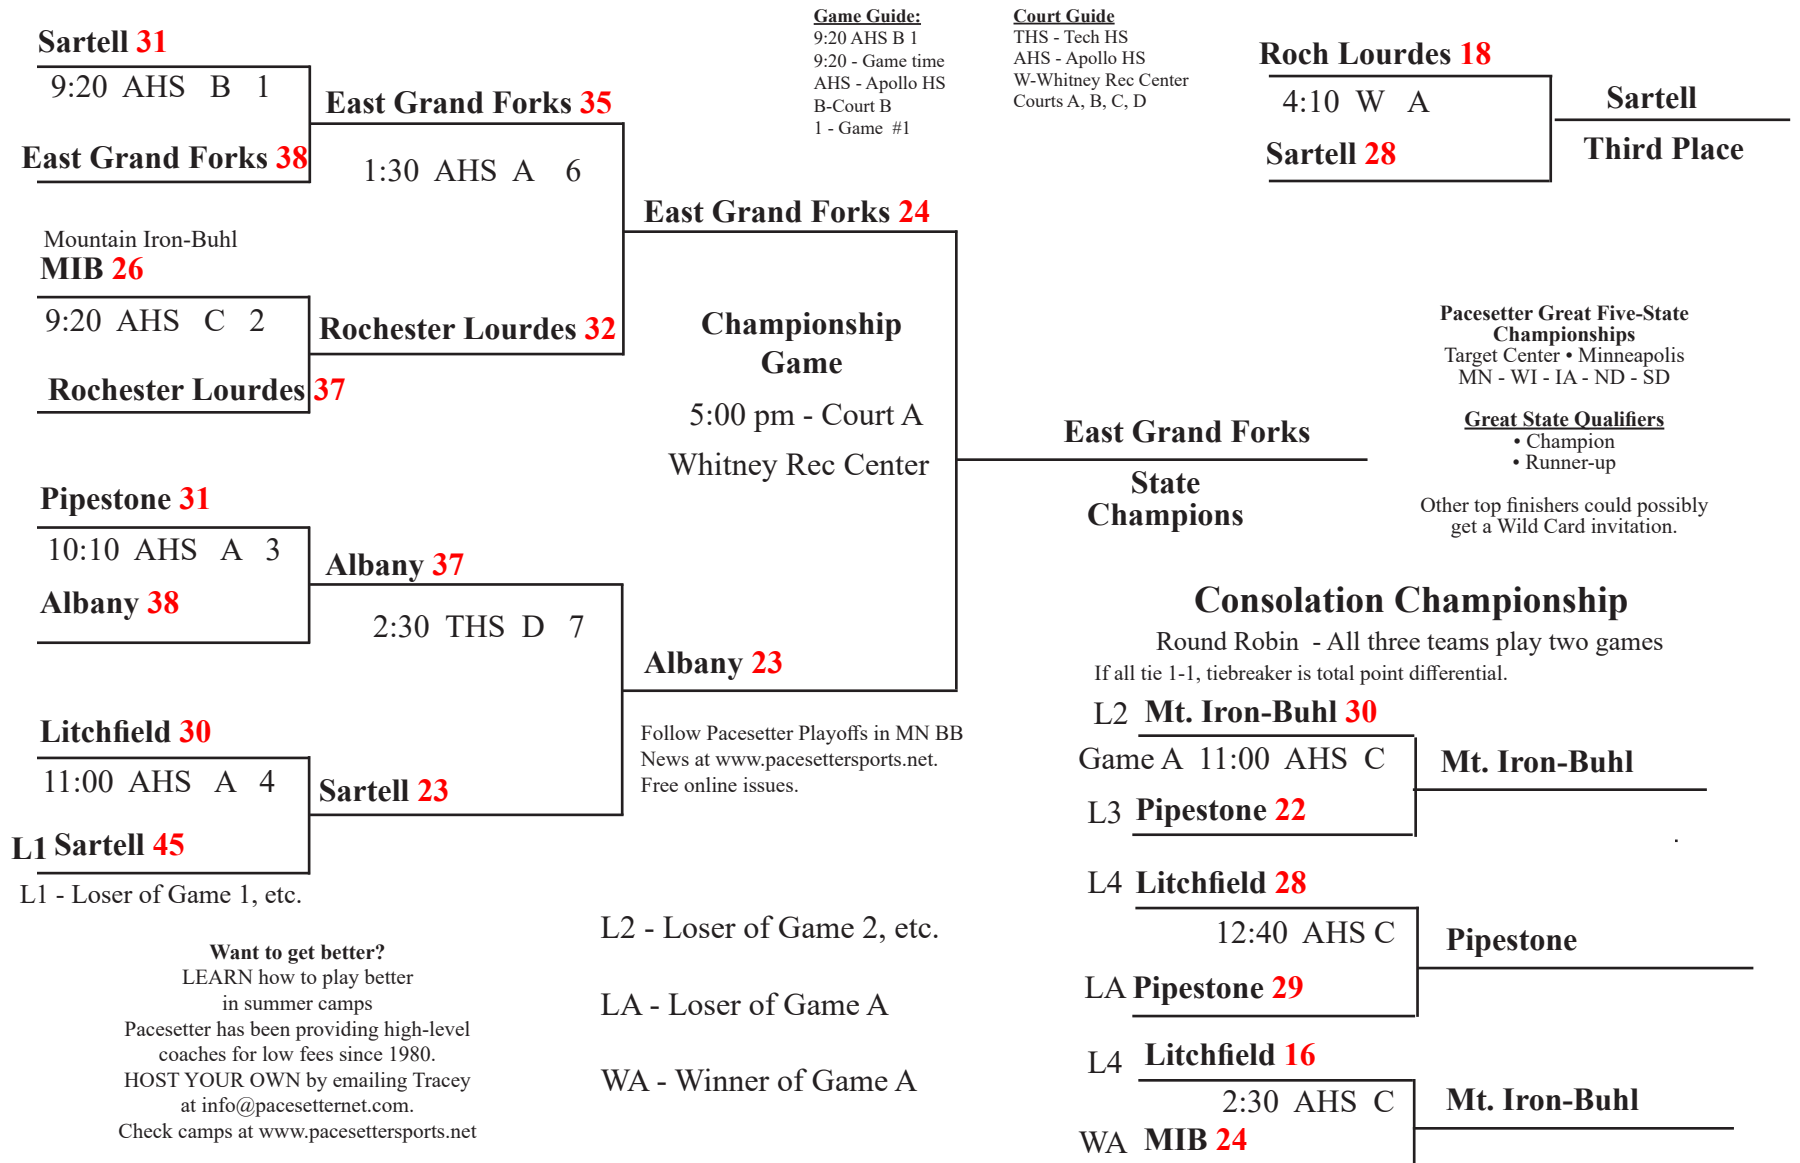 Game Guide:
9:20 AHS B 1
9:20 - Game time
AHS - Apollo HS
B-Court B
1 - Game #1
Court Guide
THS - Tech HS
AHS - Apollo HS
W-Whitney Rec Center
Courts A, B, C, D
Sartell 31
9:20 AHS B 1
East Grand Forks 38
East Grand Forks 35
1:30 AHS A 6
Mountain Iron-Buhl
MIB 26
9:20 AHS C 2
Rochester Lourdes 37
Rochester Lourdes 32
East Grand Forks 24
Championship
Game
5:00 pm - Court A
Whitney Rec Center
Pipestone 31
10:10 AHS A 3
Albany 38
Albany 37
2:30 THS D 7
Litchfield 30
11:00 AHS A 4
L1 Sartell 45
Sartell 23
Albany 23
L1 - Loser of Game 1, etc.
East Grand Forks
State
Champions
Roch Lourdes 18
4:10 W A
Sartell 28
Sartell
Third Place
Pacesetter Great Five-State
Championships
Target Center • Minneapolis
MN - WI - IA - ND - SD
Great State Qualifiers
• Champion
• Runner-up
Other top finishers could possibly
get a Wild Card invitation.
Follow Pacesetter Playoffs in MN BB
News at www.pacesettersports.net.
Free online issues.
Want to get better?
LEARN how to play better
in summer camps
Pacesetter has been providing high-level
coaches for low fees since 1980.
HOST YOUR OWN by emailing Tracey
at info@pacesetternet.com.
Check camps at www.pacesettersports.net
L2 - Loser of Game 2, etc.
LA - Loser of Game A
WA - Winner of Game A
Consolation Championship
Round Robin - All three teams play two games
If all tie 1-1, tiebreaker is total point differential.
L2 Mt. Iron-Buhl 30
Game A 11:00 AHS C
L3 Pipestone 22
Mt. Iron-Buhl
.
L4 Litchfield 28
12:40 AHS C
LA Pipestone 29
Pipestone
L4 Litchfield 16
2:30 AHS C
WA MIB 24
Mt. Iron-Buhl